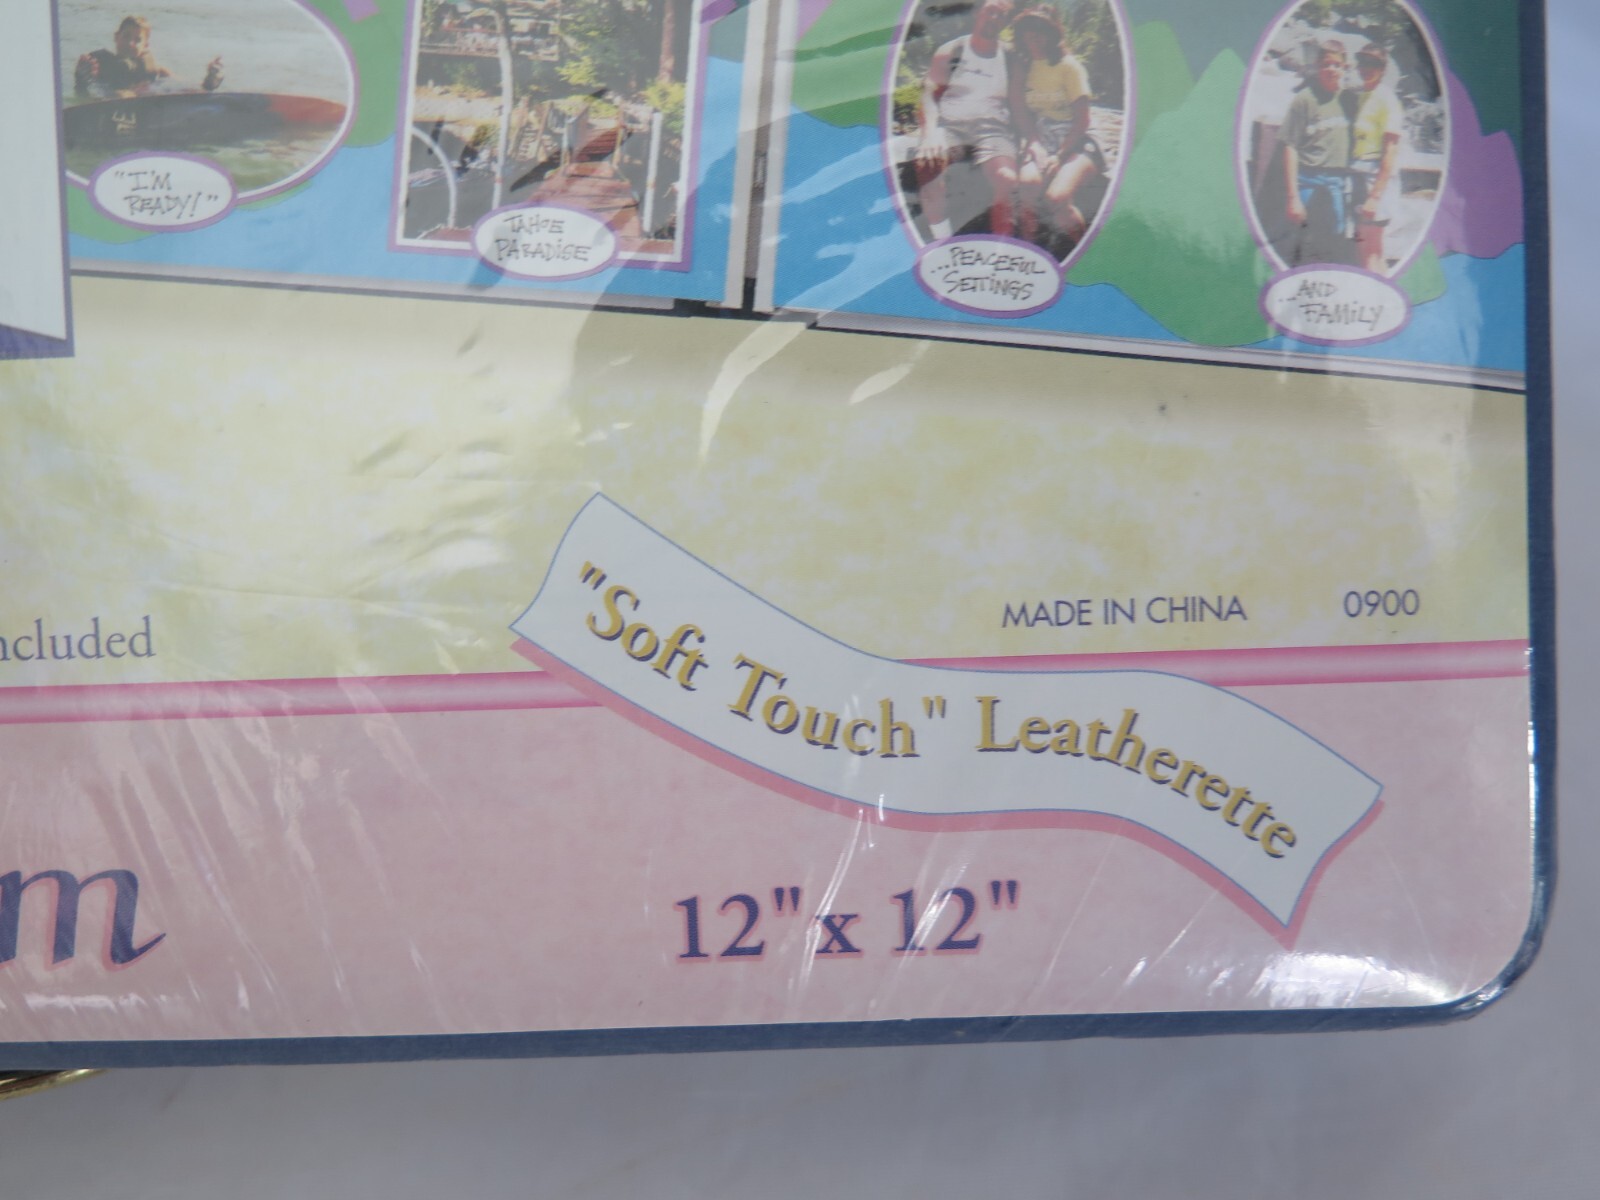 "I'M
READY!"
TAHOE
PARADISE
...PEACEFUL
SETTINGS
...AND
FAMILY
ncluded
MADE IN CHINA 0900
"Soft Touch" Leatherette
m
12" x 12"